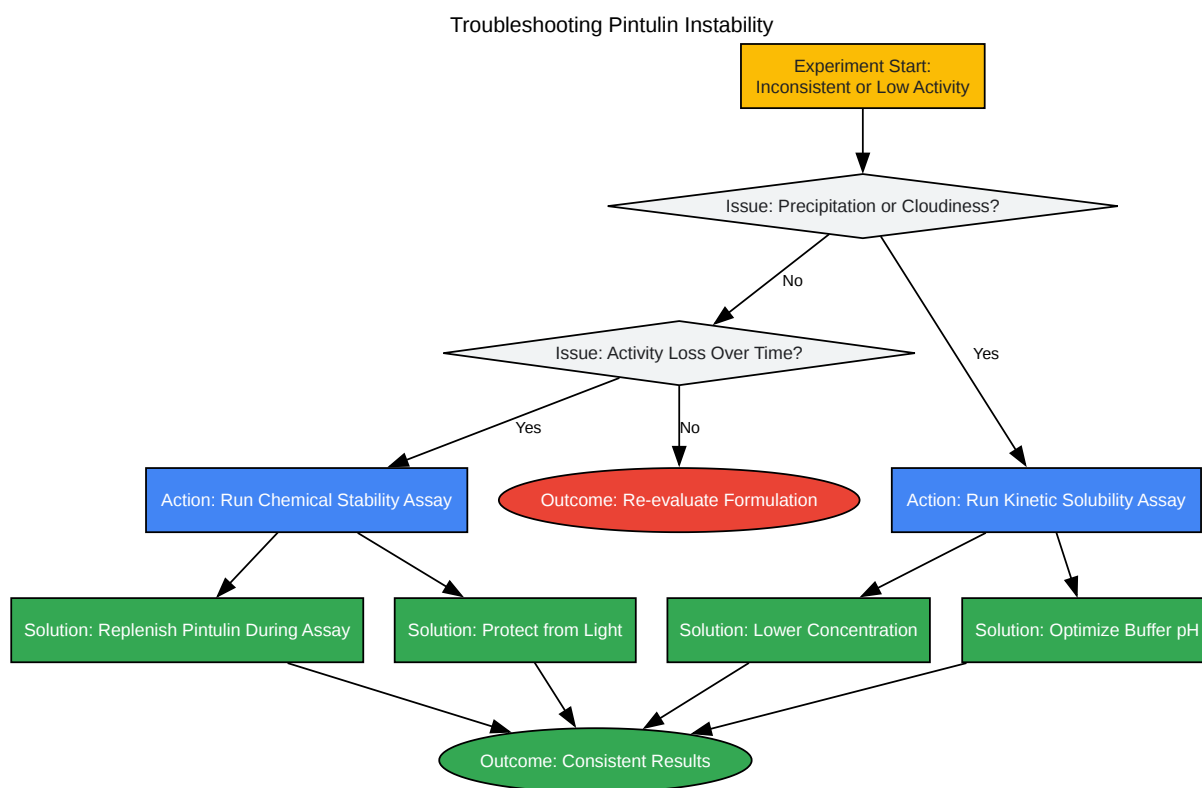 Troubleshooting Pintulin Instability
Experiment Start:
Inconsistent or Low Activity
Issue: Precipitation or Cloudiness?
No
Issue: Activity Loss Over Time?
Yes
Yes
No
Action: Run Chemical Stability Assay
Outcome: Re-evaluate Formulation
Action: Run Kinetic Solubility Assay
Solution: Replenish Pintulin During Assay
Solution: Protect from Light
Solution: Lower Concentration
Solution: Optimize Buffer pH
Outcome: Consistent Results